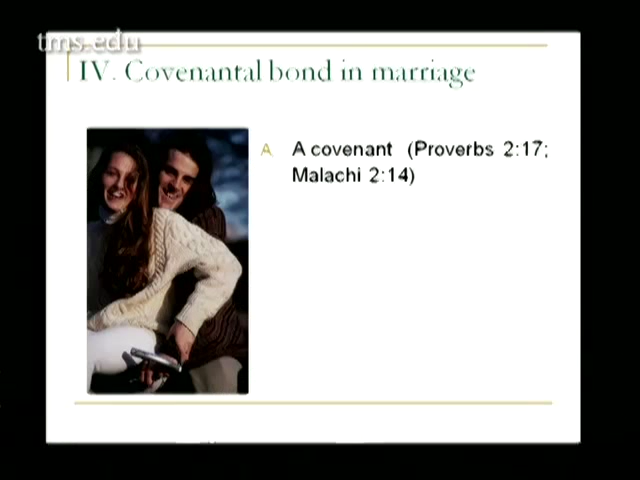 tms.edu
IV. Covenantal bond in marriage
A A covenant (Proverbs 2:17;
Malachi 2:14)